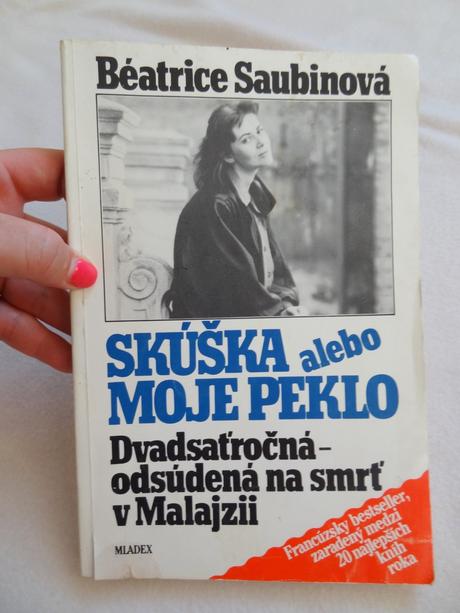 Béatrice Saubinová
SKÚŠKA alebo
MOJE PEKLO
Dvadsaťročná –
odsúdená na smrť
v Malajzii
Francúzsky bestseller,
zaradený medzi
20 najlepších
kníh
roka
MLADEX